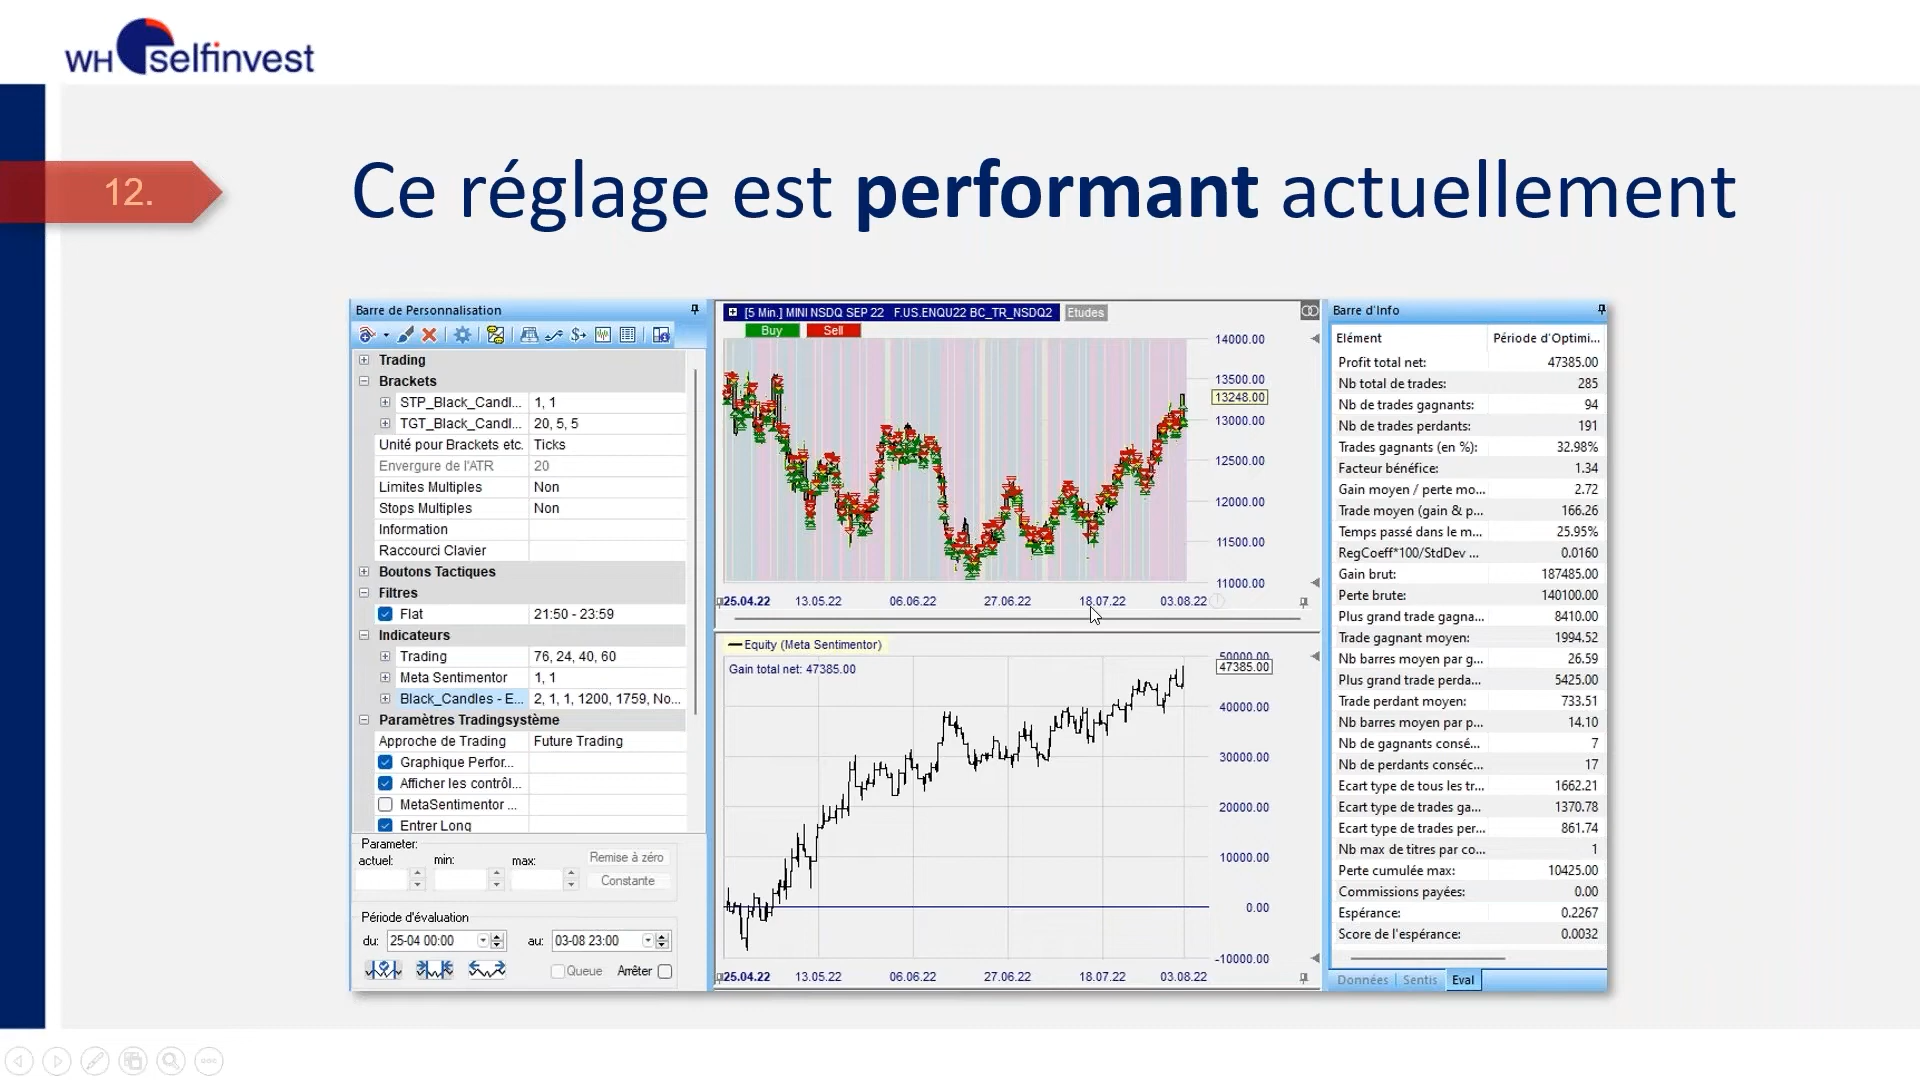 WH selfinvest
12.
Ce réglage est performant actuellement
Barre de Personnalisation
Trading
Brackets
STP_Black_Candl... 1, 1
TGT_Black_Candl... 20, 5, 5
Unité pour Brackets etc. Ticks
Envergure de l'ATR 20
Limites Multiples Non
Stops Multiples Non
Information
Raccourci Clavier
Boutons Tactiques
Filtres
Flat 21:50 - 23:59
Indicateurs
Trading 76, 24, 40, 60
Meta Sentimentor 1, 1
Black_Candles - E... 2, 1, 1, 1200, 1759, No...
Paramètres Tradingsystème
Approche de Trading Future Trading
Graphique Perfor...
Afficher les contrôl...
MetaSentimentor ...
Entrer Long
Parameter:
actuel: min: max: Remise à zéro
Constante
Période d'évaluation
du: 25-04 00:00 au: 03-08 23:00
Queue Arrêter
[5 Min.] MINI NSDQ SEP 22 F.US.ENQU22 BC_TR_NSDQ2 Etudes
Buy Sell
14000.00
13500.00
13248.00
13000.00
12500.00
12000.00
11500.00
11000.00
25.04.22 13.05.22 06.06.22 27.06.22 18.07.22 03.08.22
Equity (Meta Sentimentor)
Gain total net: 47385.00
50000.00
47385.00
40000.00
30000.00
20000.00
10000.00
0.00
-10000.00
25.04.22 13.05.22 06.06.22 27.06.22 18.07.22 03.08.22
Barre d'Info
Elément Période d'Optimi...
Profit total net: 47385.00
Nb total de trades: 285
Nb de trades gagnants: 94
Nb de trades perdants: 191
Trades gagnants (en %): 32.98%
Facteur bénéfice: 1.34
Gain moyen / perte mo... 2.72
Trade moyen (gain & p... 166.26
Temps passé dans le m... 25.95%
RegCoeff*100/StdDev ... 0.0160
Gain brut: 187485.00
Perte brute: 140100.00
Plus grand trade gagna... 8410.00
Trade gagnant moyen: 1994.52
Nb barres moyen par g... 26.59
Plus grand trade perda... 5425.00
Trade perdant moyen: 733.51
Nb barres moyen par p... 14.10
Nb de gagnants consé... 7
Nb de perdants conséc... 17
Ecart type de tous les tr... 1662.21
Ecart type de trades ga... 1370.78
Ecart type de trades per... 861.74
Nb max de titres par co... 1
Perte cumulée max: 10425.00
Commissions payées: 0.00
Espérance: 0.2267
Score de l'espérance: 0.0032
Données Sentis Eval